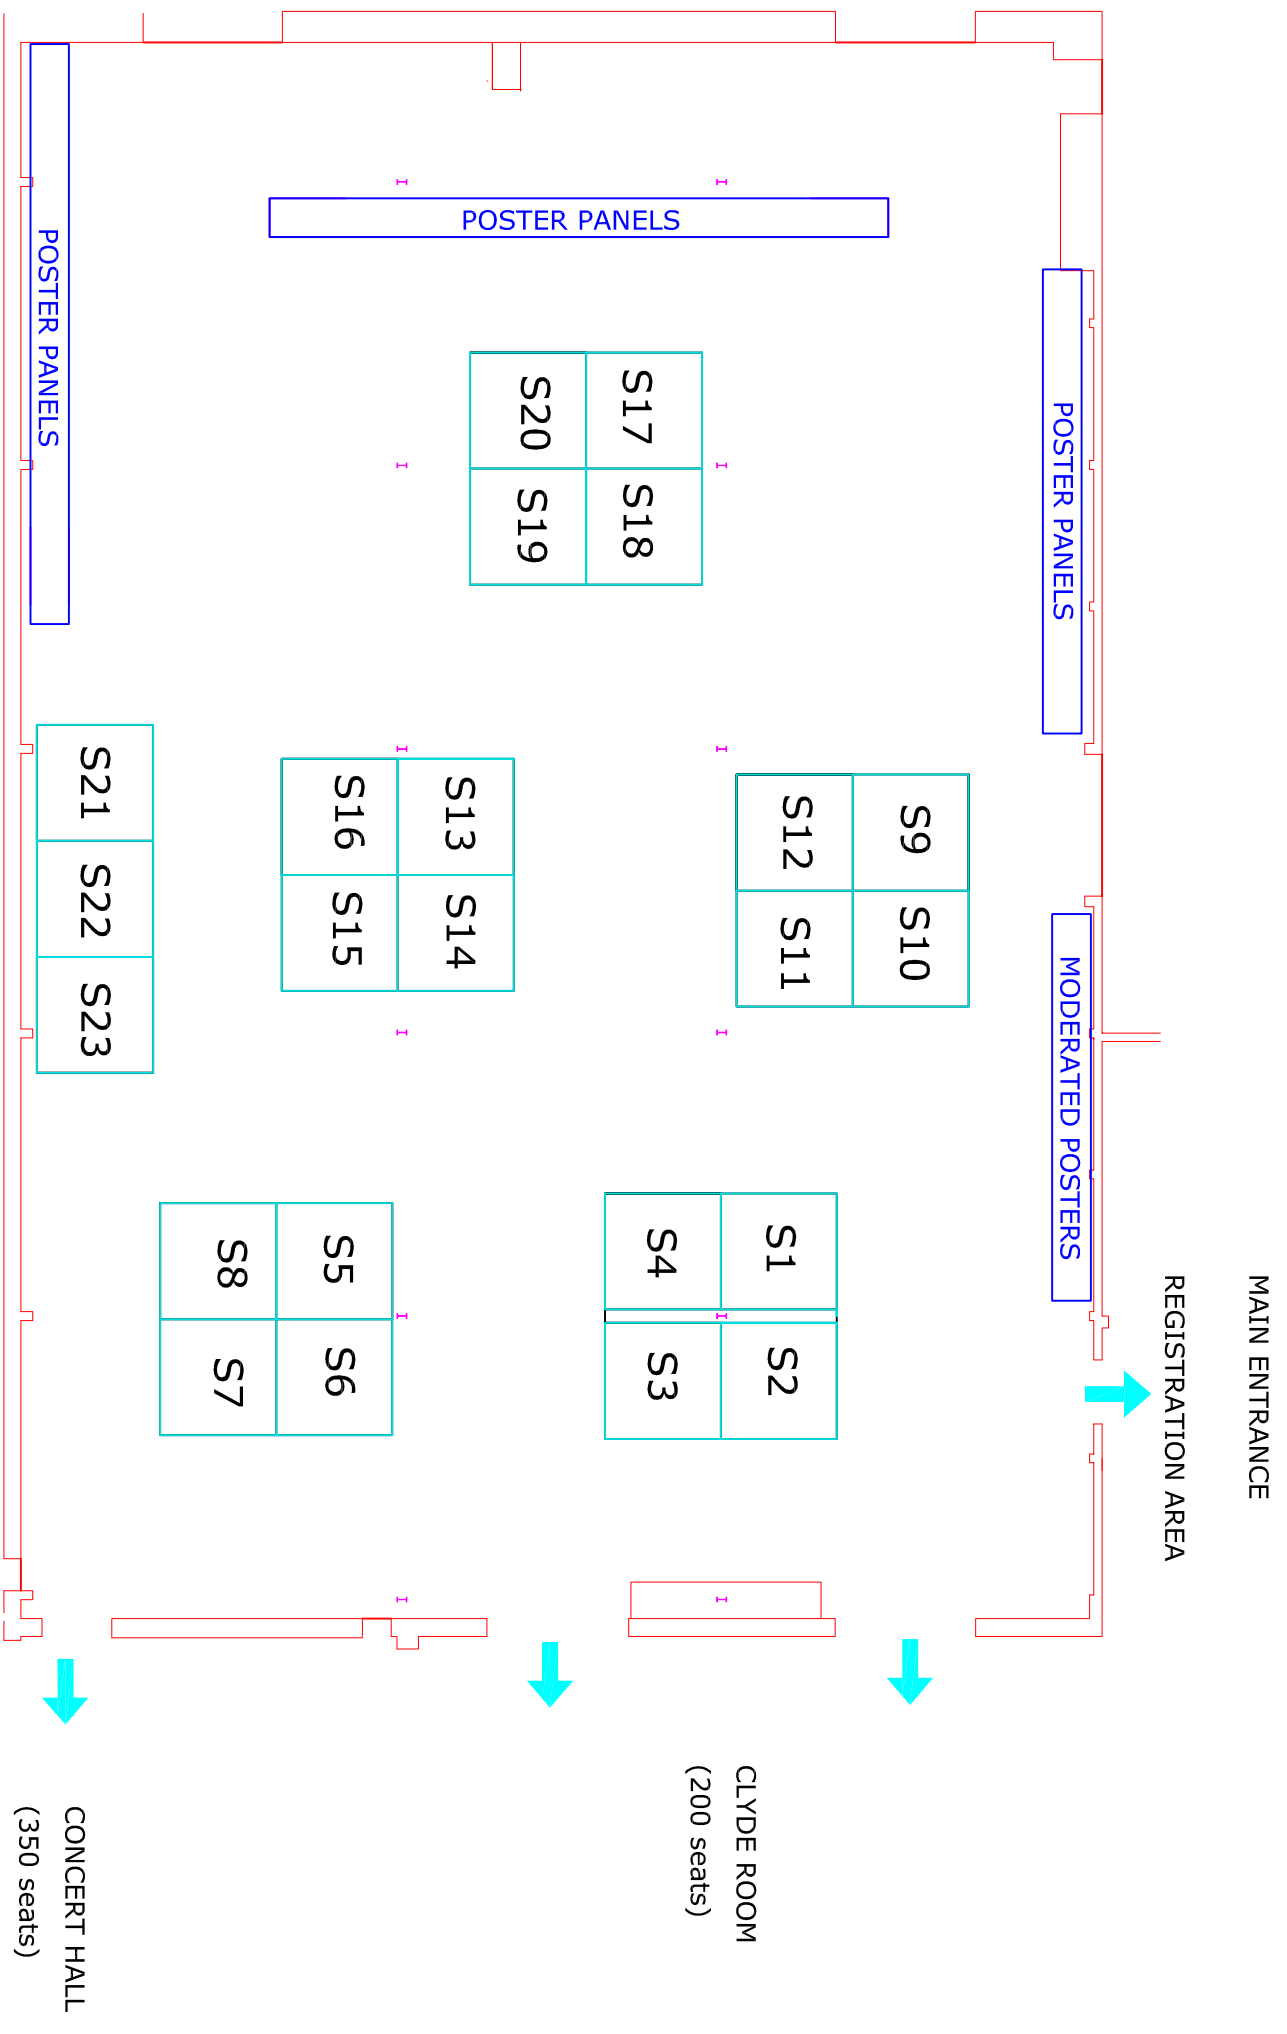 POSTER PANELS
POSTER PANELS
POSTER PANELS
S20
S17
S19
S18
S21
S22
S23
S16
S13
S15
S14
S12
S9
S11
S10
MODERATED POSTERS
S8
S5
S7
S6
S4
S1
S3
S2
MAIN ENTRANCE
REGISTRATION AREA
CLYDE ROOM
(200 seats)
CONCERT HALL
(350 seats)